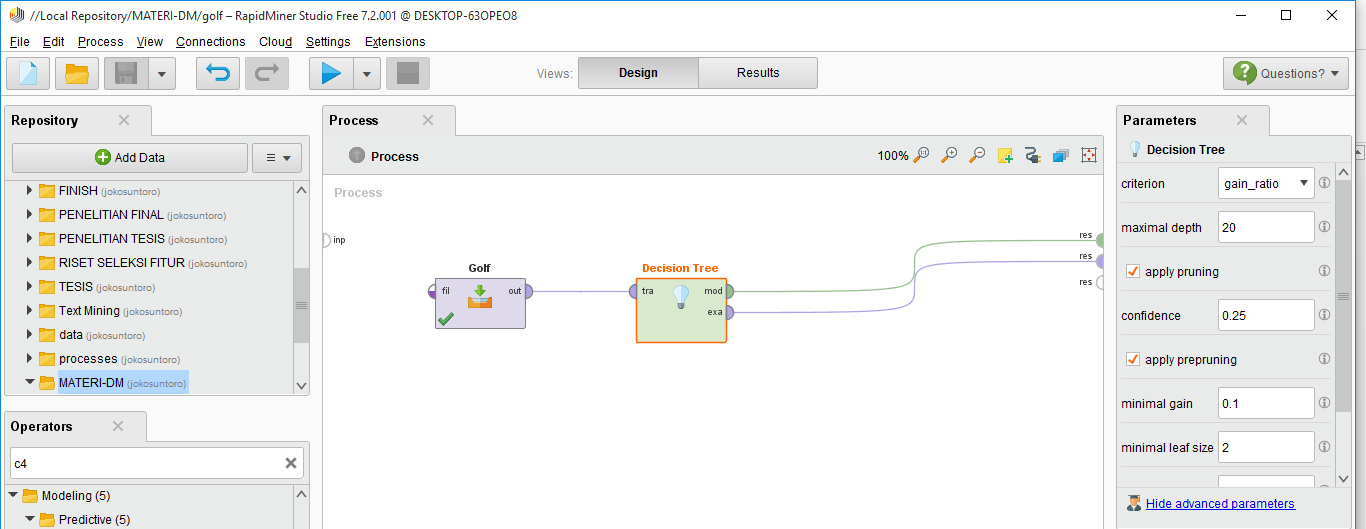 //Local Repository/MATERI-DM/golf – RapidMiner Studio Free 7.2.001 @ DESKTOP-63OPEO8
File Edit Process View Connections Cloud Settings Extensions
Views: Design Results
Questions?
Repository
Add Data
FINISH (jokosuntoro)
PENELITIAN FINAL (jokosuntoro)
PENELITIAN TESIS (jokosuntoro)
RISET SELEKSI FITUR (jokosuntoro)
TESIS (jokosuntoro)
Text Mining (jokosuntoro)
data (jokosuntoro)
processes (jokosuntoro)
MATERI-DM (jokosuntoro)
Operators
c4
Modeling (5)
Predictive (5)
Process
Process
100%
Process
inp
Golf
fil out
Decision Tree
tra mod
exa
res
res
res
Parameters
Decision Tree
criterion gain_ratio
maximal depth 20
apply pruning
confidence 0.25
apply prepruning
minimal gain 0.1
minimal leaf size 2
Hide advanced parameters